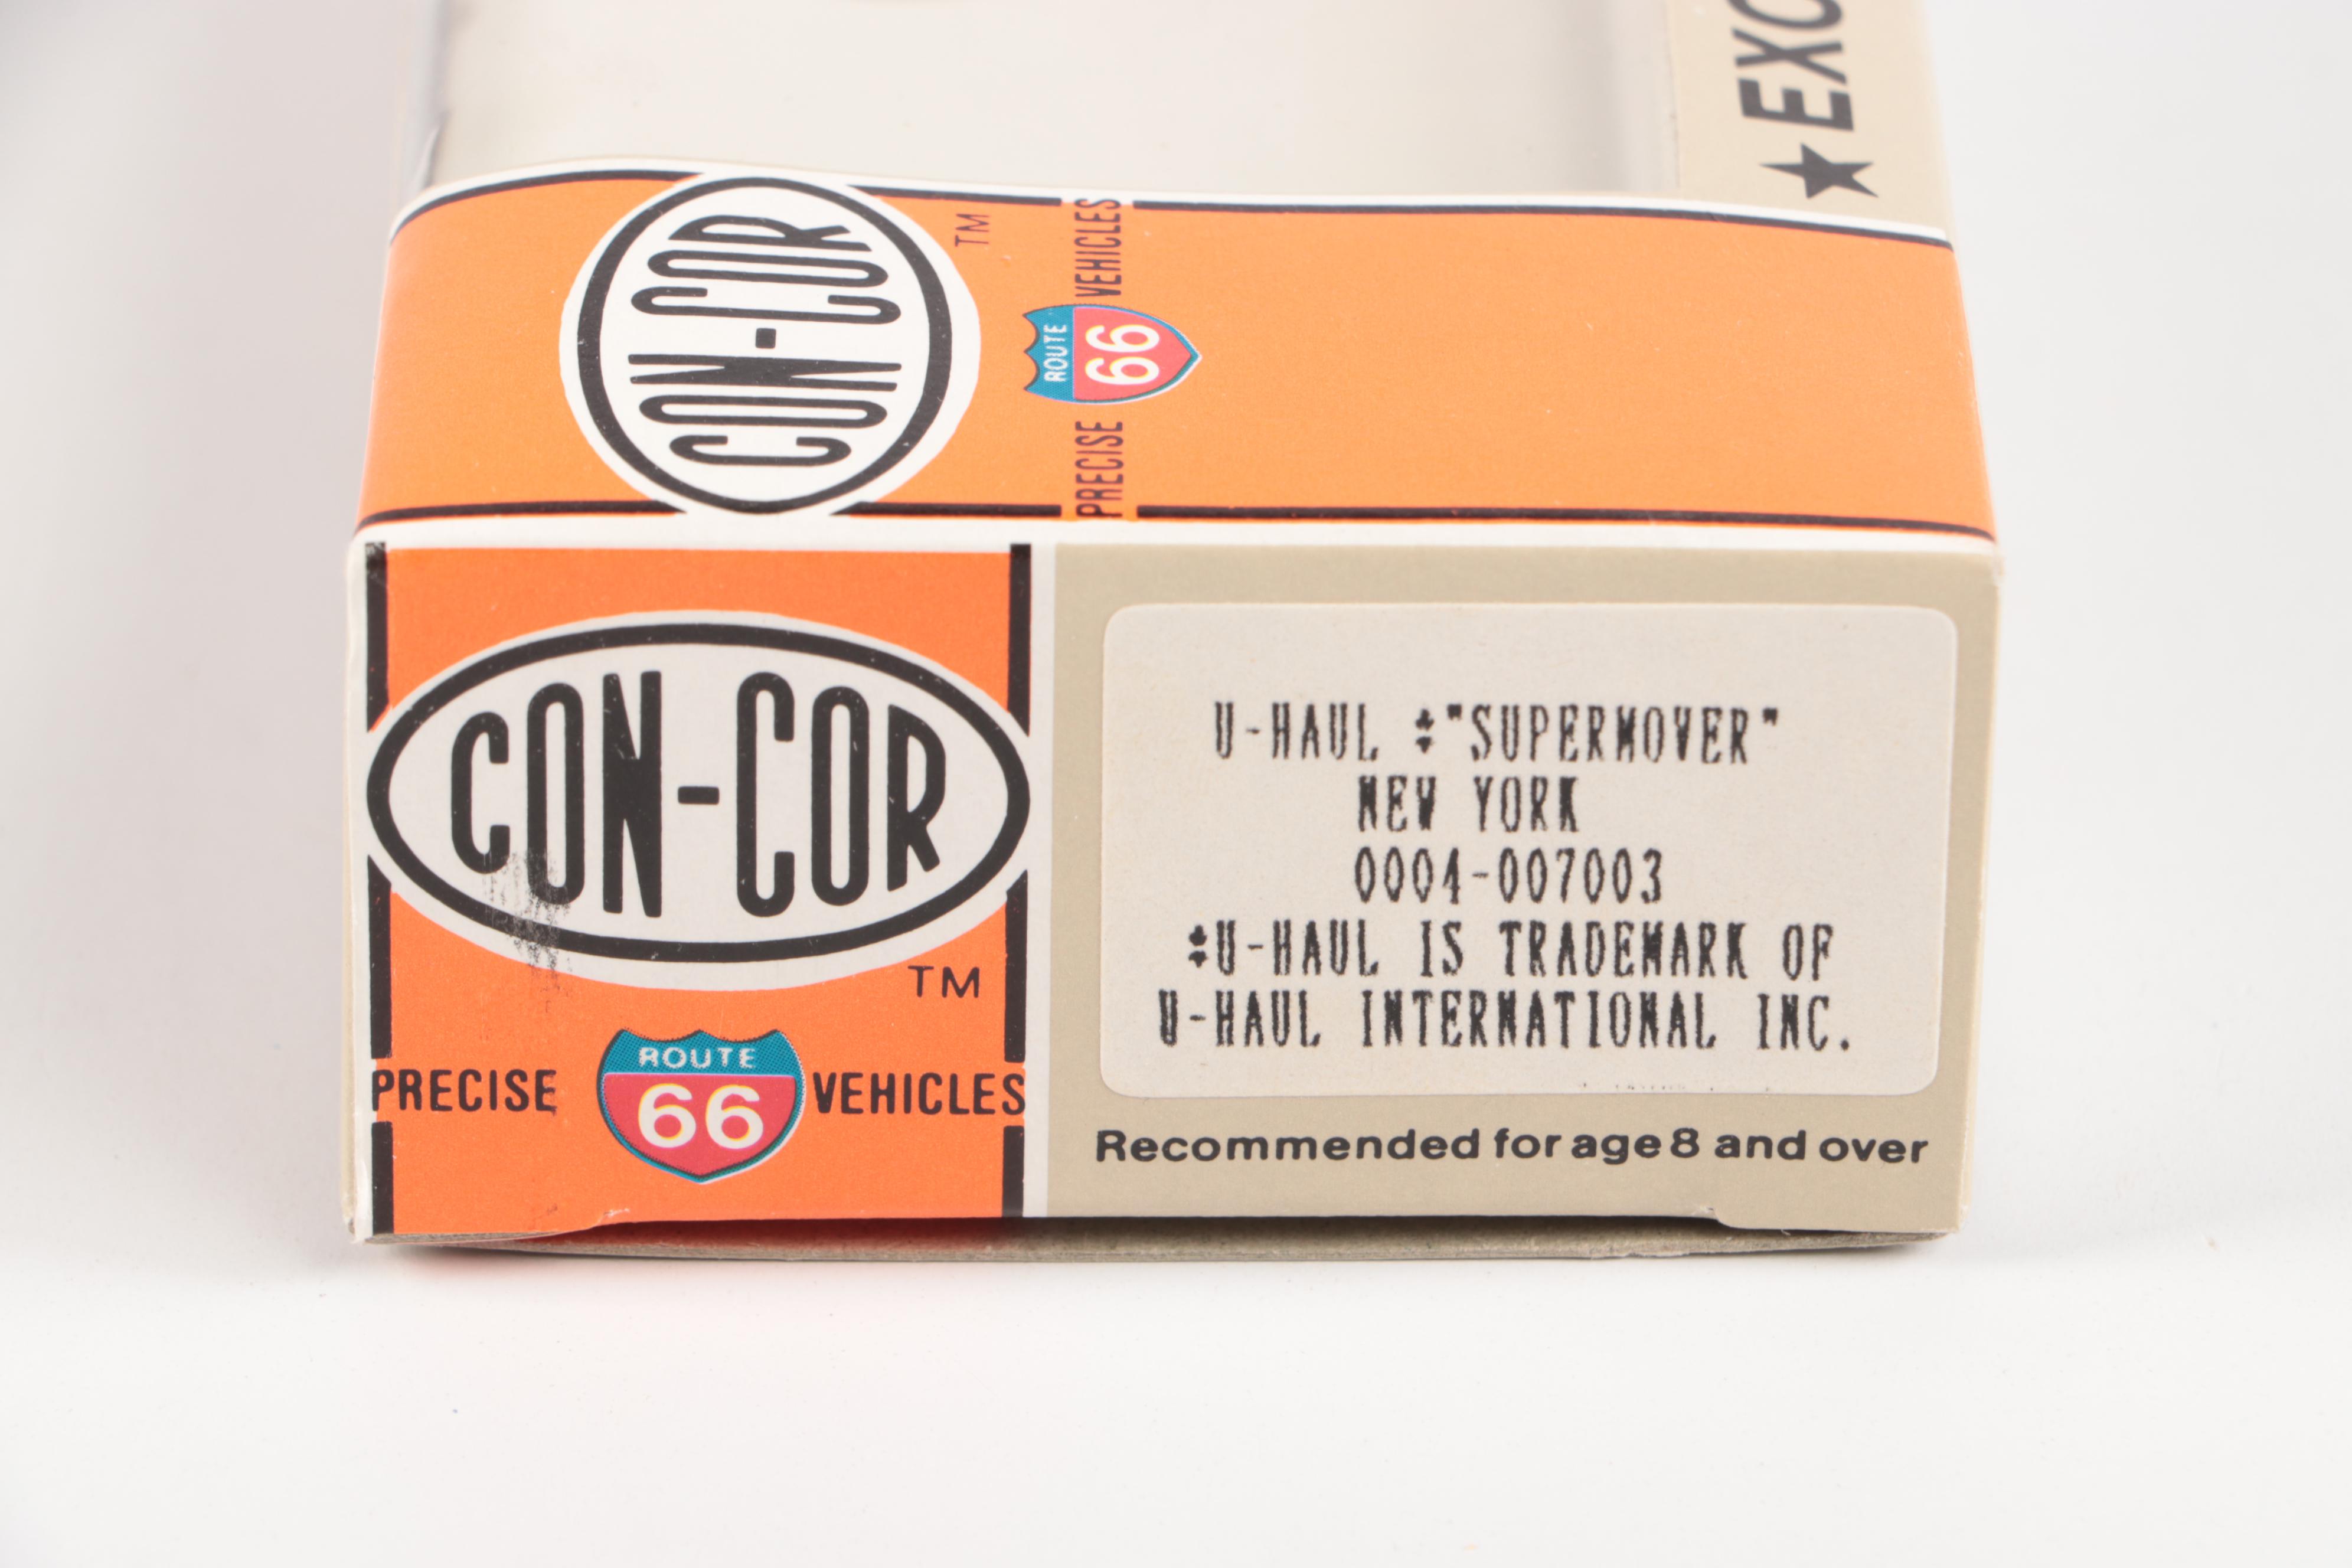 ★EXC
CON-COR
TM
PRECISE ROUTE 66 VEHICLES
CON-COR
TM
PRECISE ROUTE 66 VEHICLES
U-HAUL *"SUPERMOVER"
NEW YORK
0004-007003
*U-HAUL IS TRADEMARK OF
U-HAUL INTERNATIONAL INC.
Recommended for age 8 and over